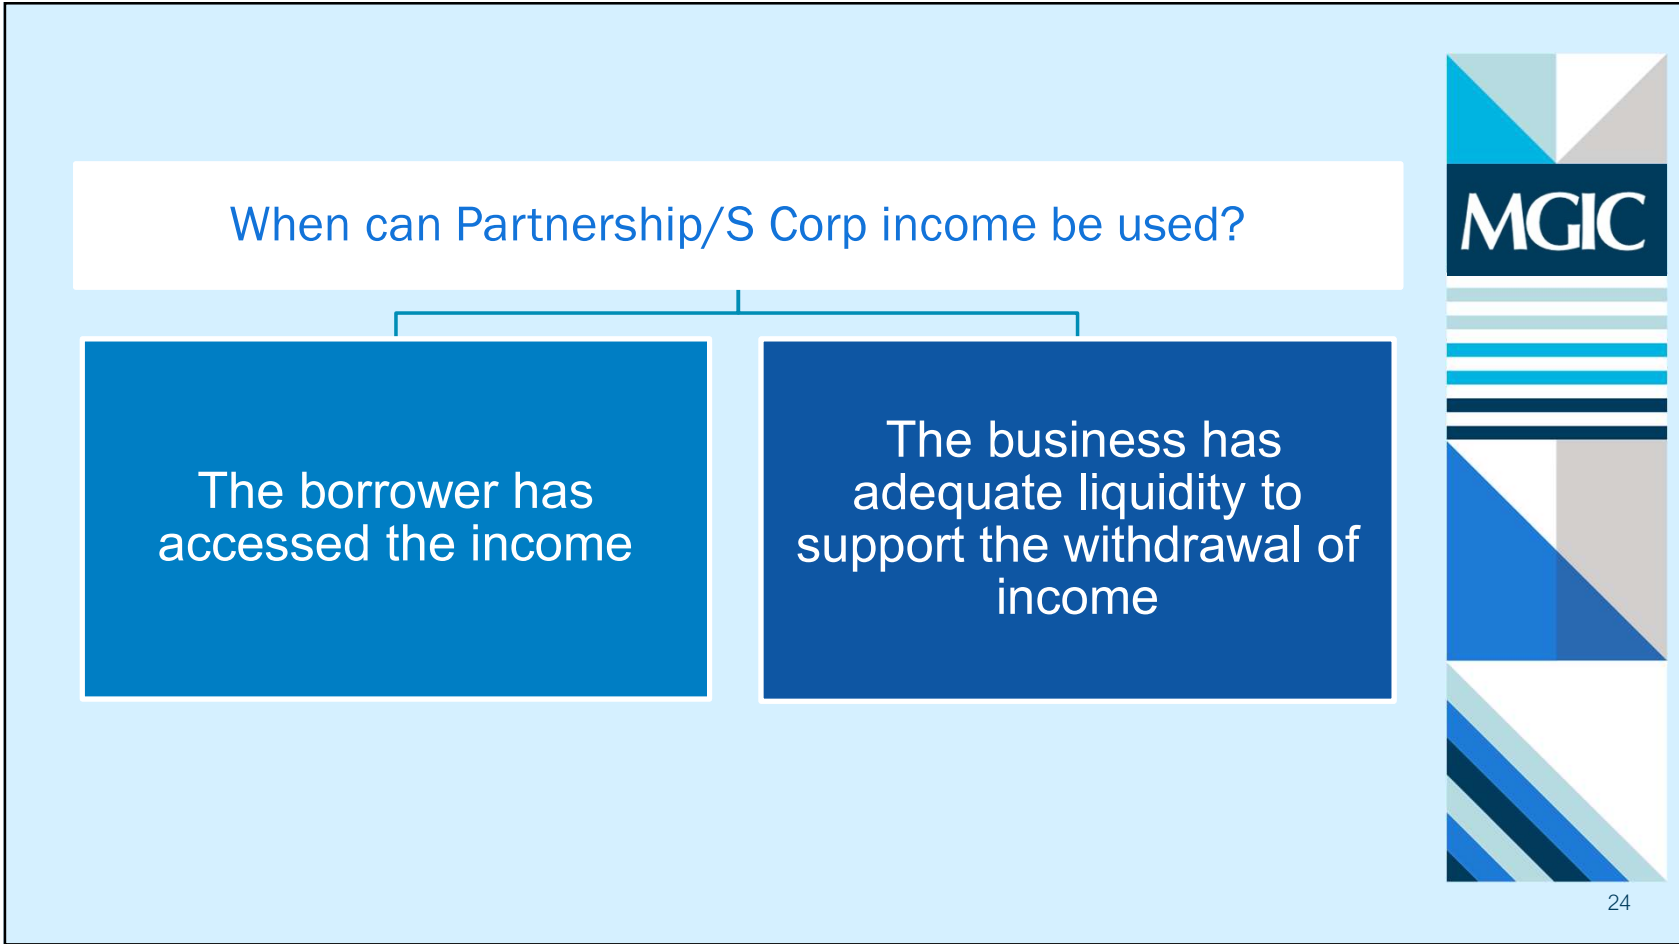 When can Partnership/S Corp income be used?
The borrower has
accessed the income
The business has
adequate liquidity to
support the withdrawal of
income
MGIC
24